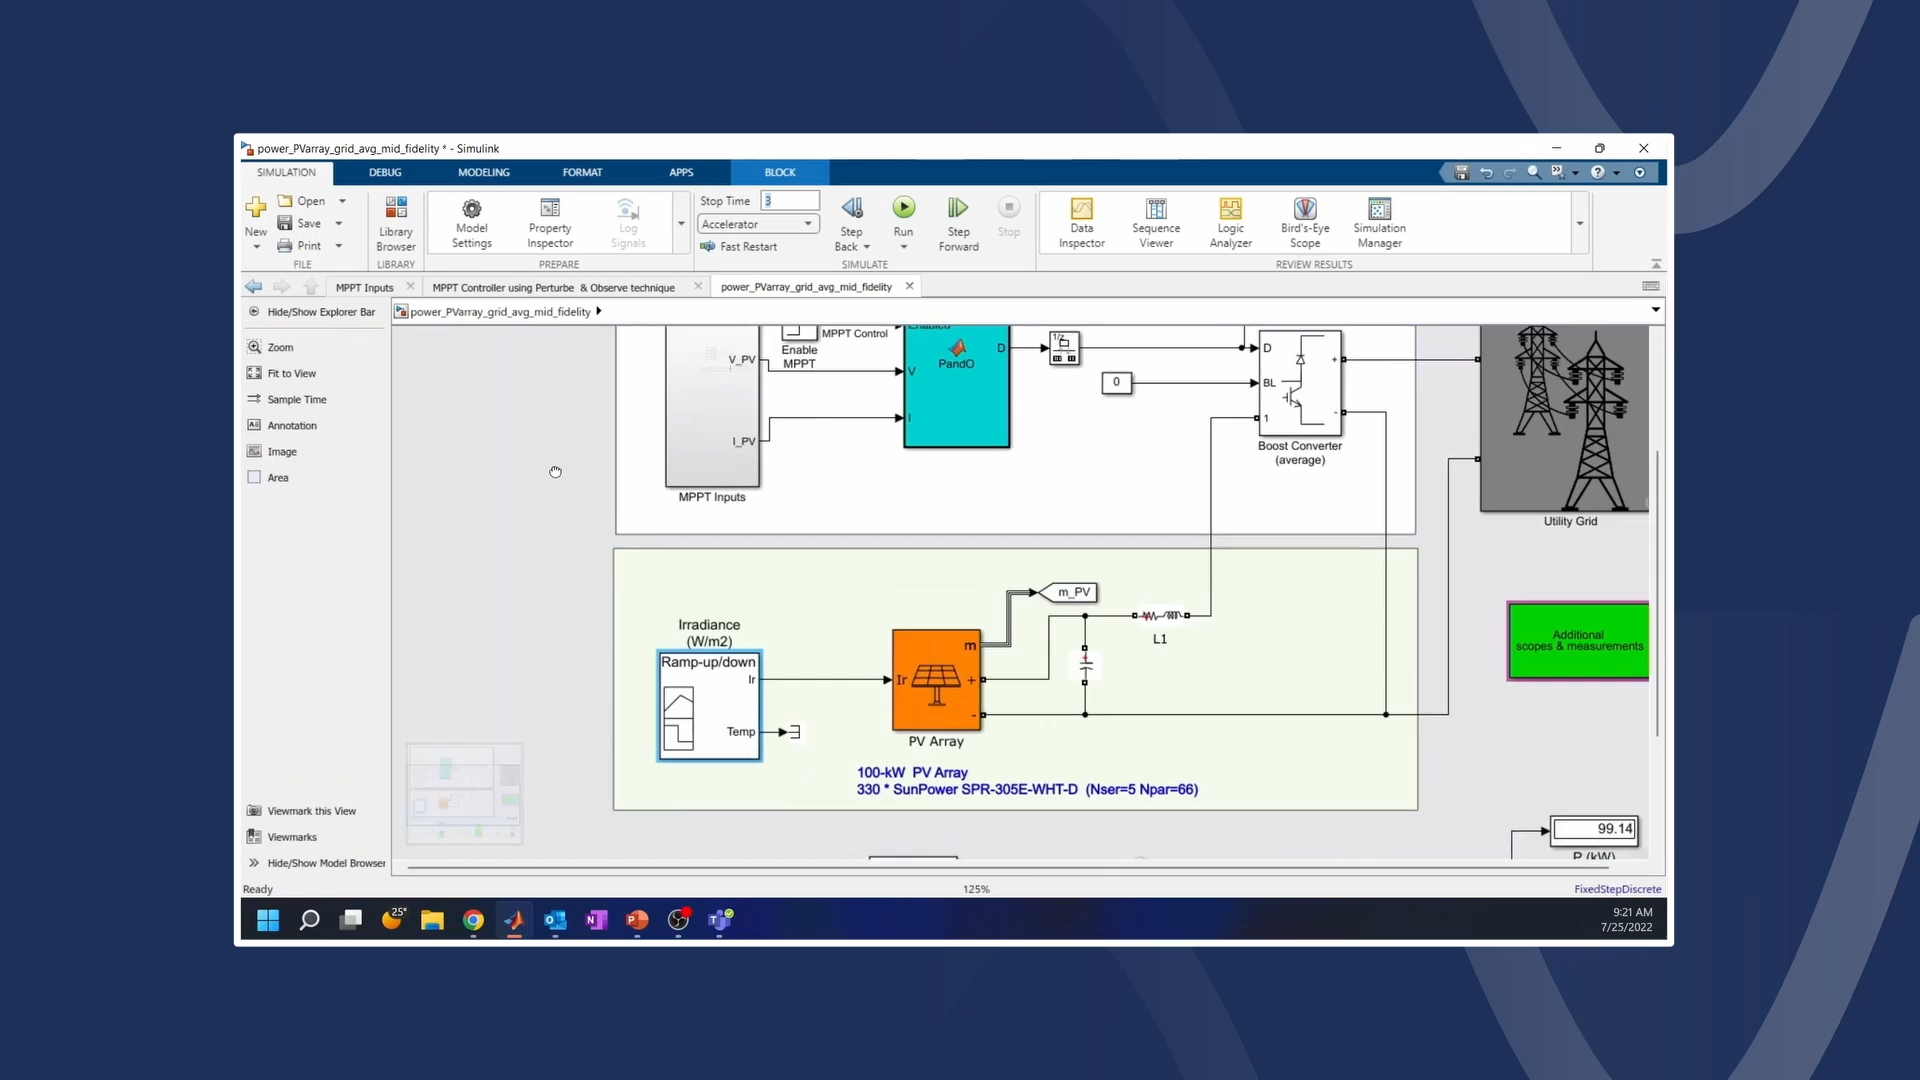 power_PVarray_grid_avg_mid_fidelity * - Simulink
SIMULATION DEBUG MODELING FORMAT APPS BLOCK
New
Open
Save
Print
FILE
Library Browser
LIBRARY
Model Settings
Property Inspector
Log Signals
PREPARE
Stop Time 3
Accelerator
Fast Restart
Step Back
Run
Step Forward
Stop
SIMULATE
Data Inspector
Sequence Viewer
Logic Analyzer
Bird's-Eye Scope
Simulation Manager
REVIEW RESULTS
MPPT Inputs
MPPT Controller using Perturbe & Observe technique
power_PVarray_grid_avg_mid_fidelity
Hide/Show Explorer Bar
power_PVarray_grid_avg_mid_fidelity
Zoom
Fit to View
Sample Time
Annotation
Image
Area
Viewmark this View
Viewmarks
Hide/Show Model Browser
MPPT Control
Enable
MPPT
V_PV
I_PV
MPPT Inputs
Enabled
V
I
D
PandO
1/z
0
D
BL
1
+
-
Boost Converter
(average)
Utility Grid
Irradiance
(W/m2)
Ramp-up/down
Ir
Temp
Ir
m
+
-
PV Array
m_PV
+
L1
100-kW PV Array
330 * SunPower SPR-305E-WHT-D (Nser=5 Npar=66)
Additional
scopes & measurements
99.14
P (kW)
Ready
125%
FixedStepDiscrete
25°
9:21 AM
7/25/2022